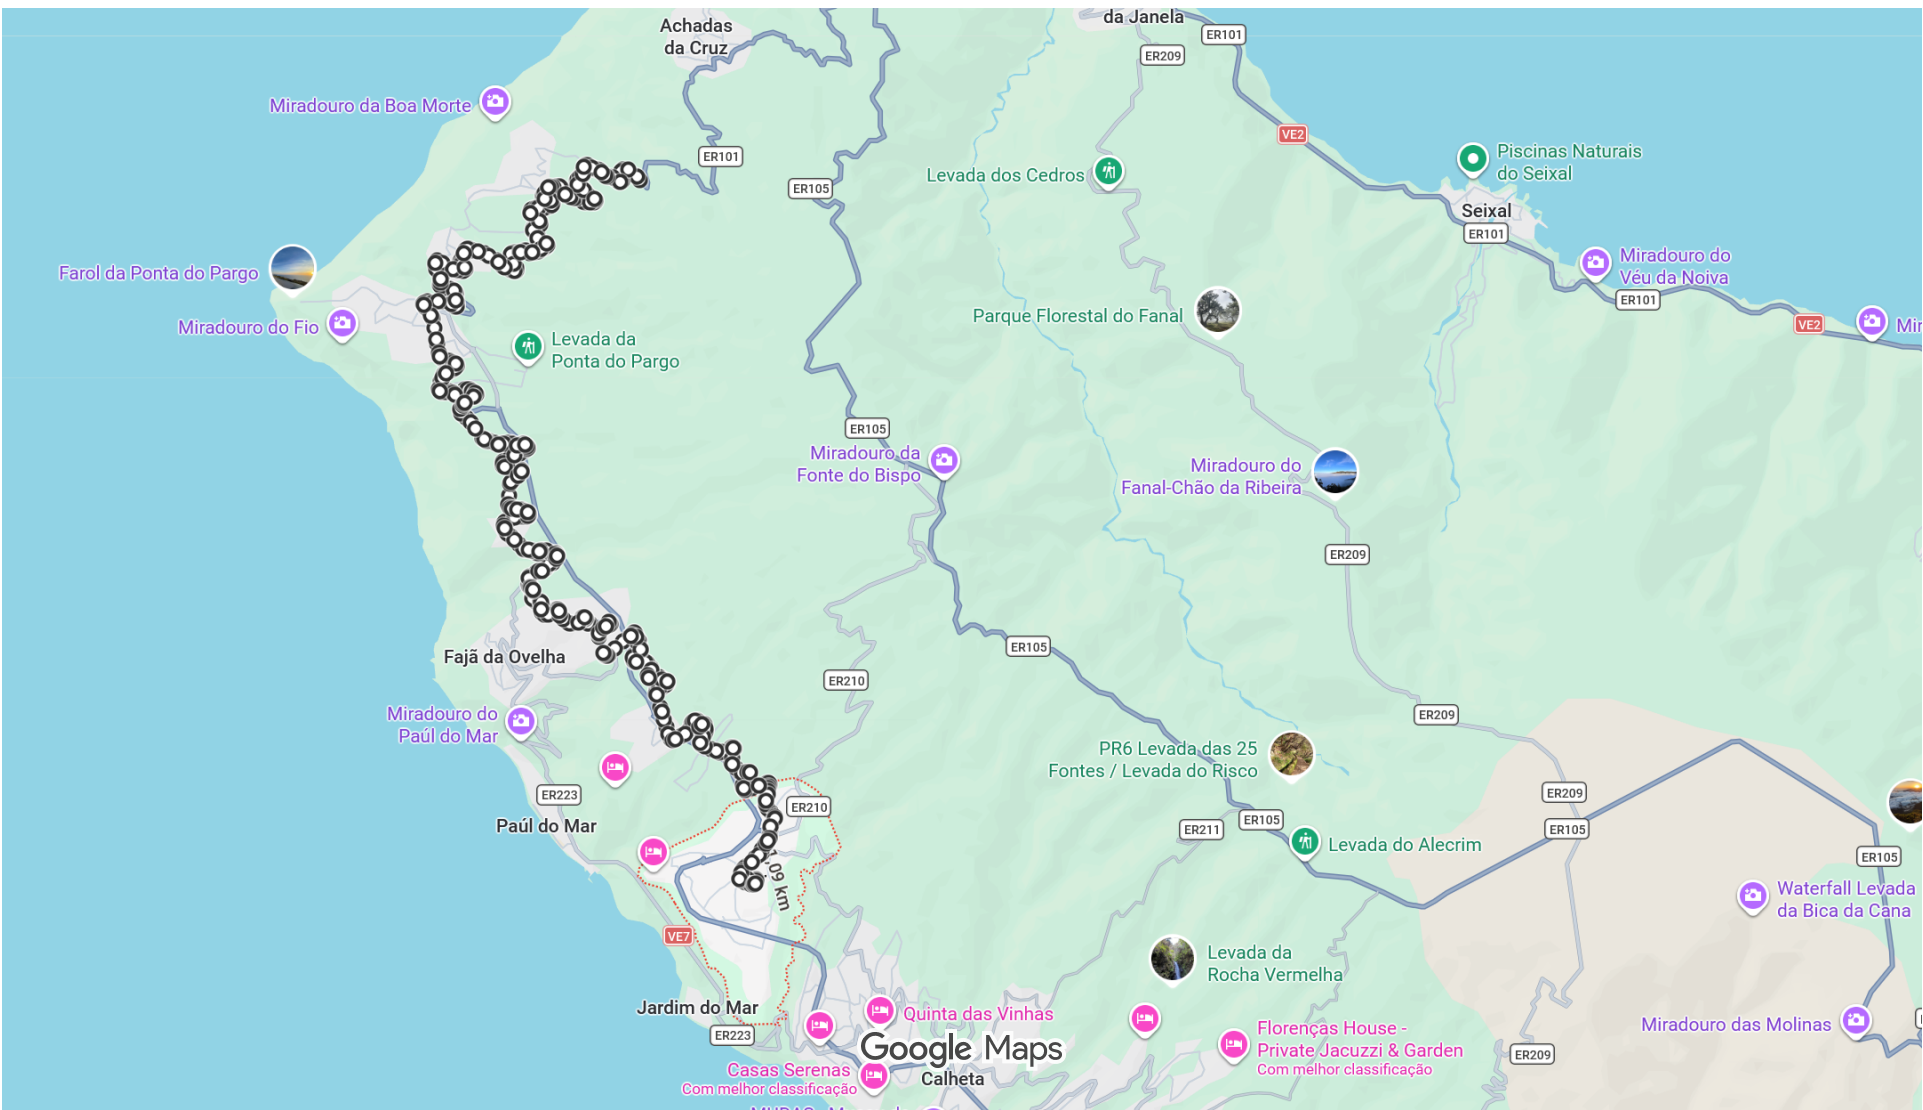 Achadas
da Cruz
da Janela
ER101
ER209
Miradouro da Boa Morte
VE2
ER101
Piscinas Naturais
do Seixal
Levada dos Cedros
ER105
Seixal
ER101
Farol da Ponta do Pargo
Miradouro do
Véu da Noiva
ER101
Miradouro do Fio
Parque Florestal do Fanal
VE2
Mir
Levada da
Ponta do Pargo
ER105
Miradouro da
Fonte do Bispo
Miradouro do
Fanal-Chão da Ribeira
ER209
ER105
Fajã da Ovelha
ER210
Miradouro do
Paúl do Mar
ER209
PR6 Levada das 25
Fontes / Levada do Risco
ER223
ER210
ER209
Paúl do Mar
ER211
ER105
ER105
Levada do Alecrim
ER105
09 km
Waterfall Levada
da Bica da Cana
VE7
Levada da
Rocha Vermelha
Jardim do Mar
Quinta das Vinhas
ER223
Miradouro das Molinas
Florenças House -
Private Jacuzzi & Garden
Com melhor classificação
ER209
Google Maps
Casas Serenas
Com melhor classificação
Calheta